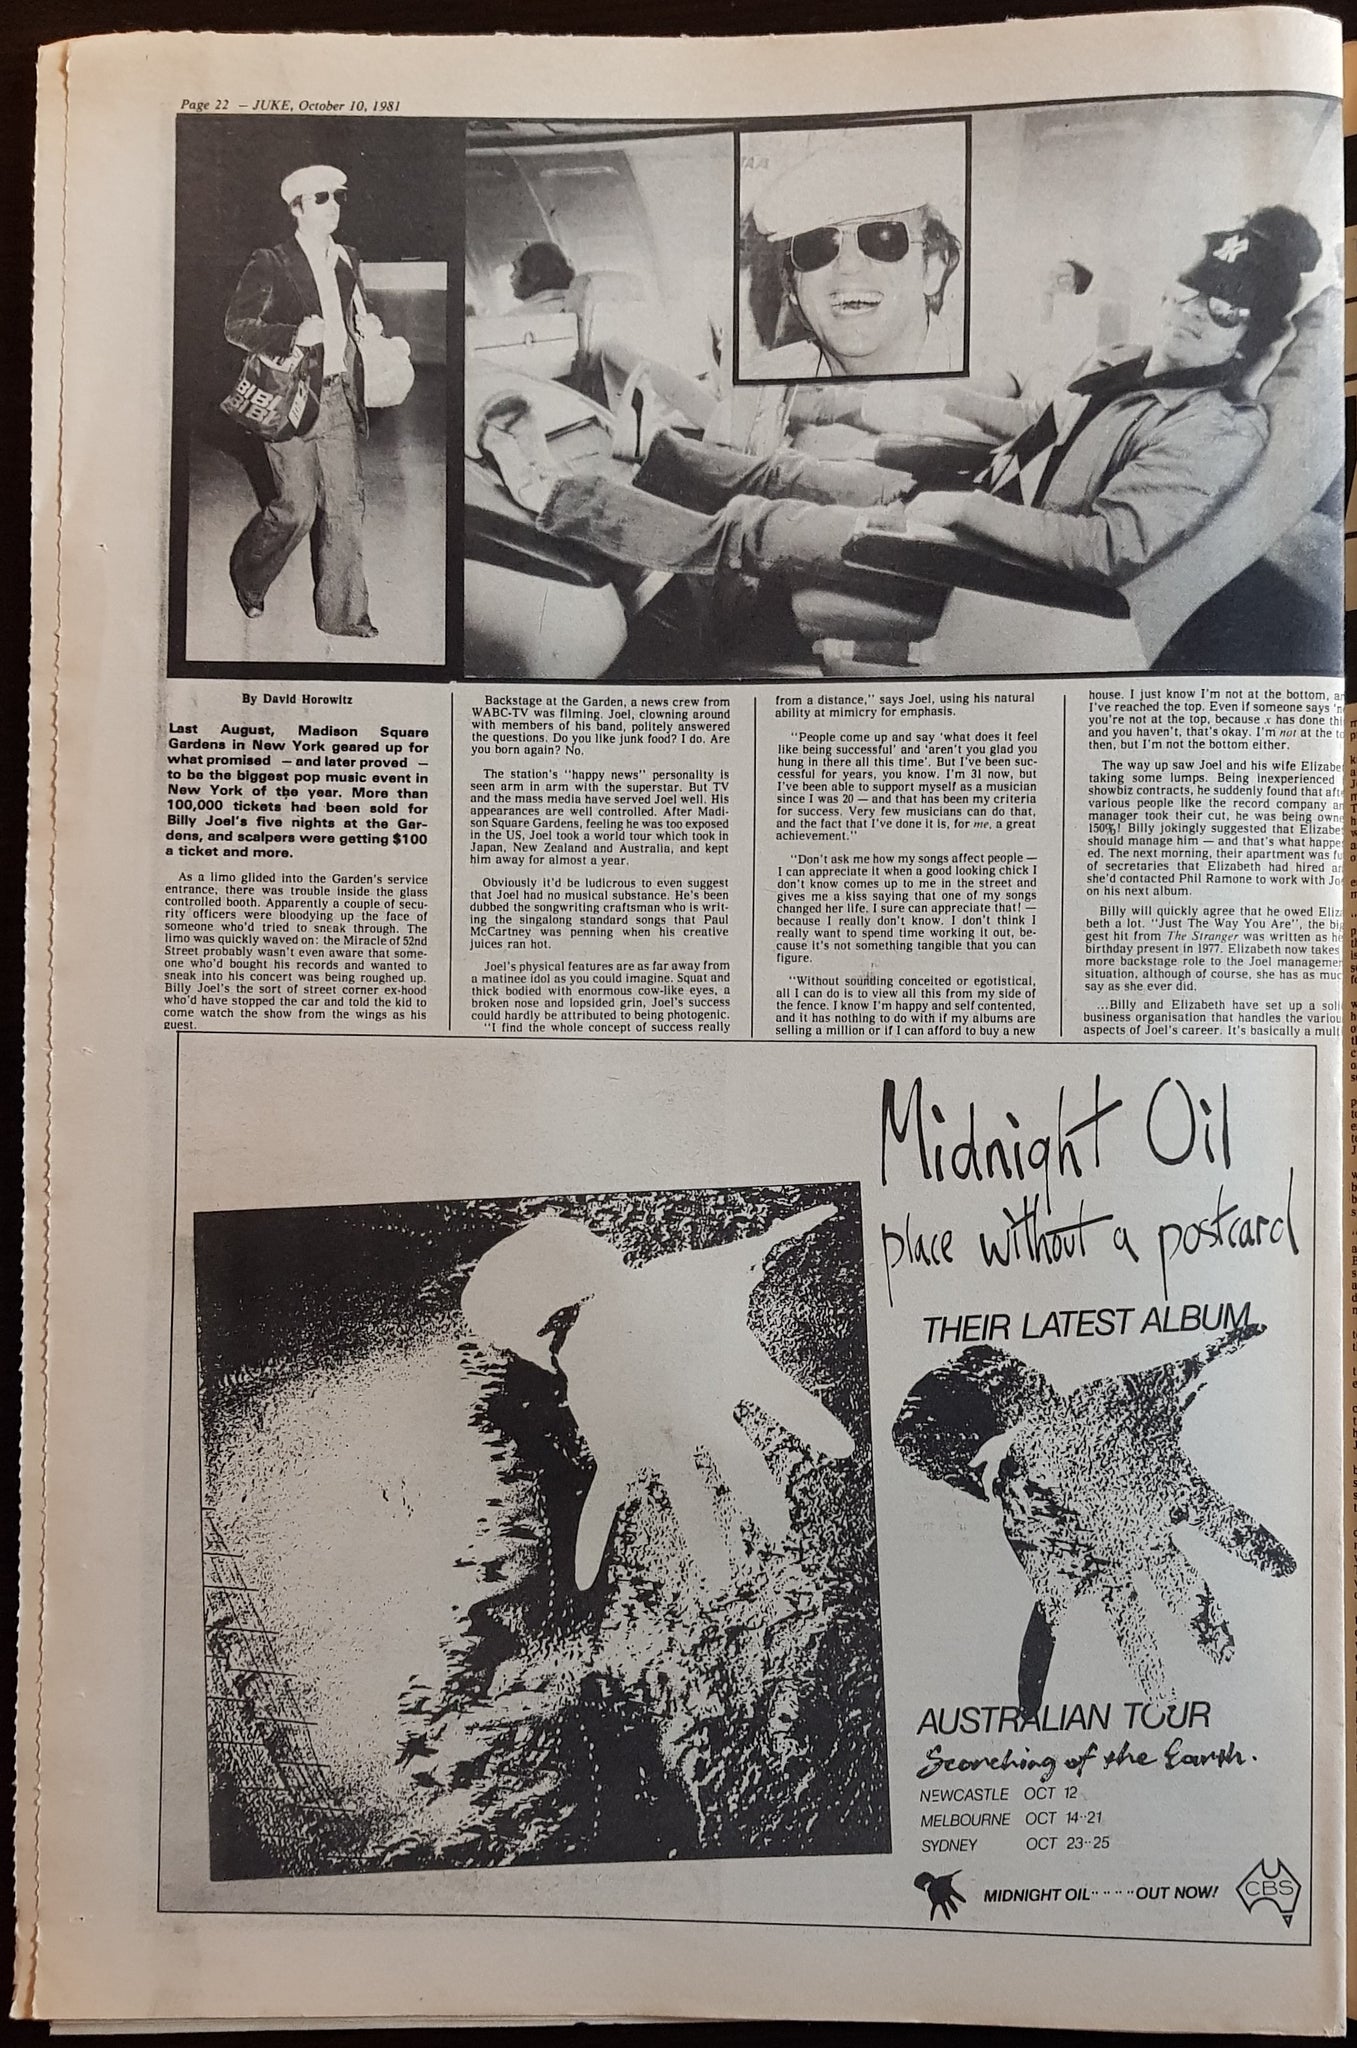 Page 22 — JUKE, October 10, 1981
By David Horowitz
Last August, Madison Square
Gardens in New York geared up for
what promised — and later proved —
to be the biggest pop music event in
New York of the year. More than
100,000 tickets had been sold for
Billy Joel's five nights at the Gar-
dens, and scalpers were getting $100
a ticket and more.
As a limo glided into the Garden's service
entrance, there was trouble inside the glass
controlled booth. Apparently a couple of secu-
rity officers were bloodying up the face of
someone who'd tried to sneak through. The
limo was quickly waved on: the Miracle of 52nd
Street probably wasn't even aware that some-
one who'd bought his records and wanted to
sneak into his concert was being roughed up.
Billy Joel's the sort of street corner ex-hood
who'd have stopped the car and told the kid to
come watch the show from the wings as his
guest.
Backstage at the Garden, a news crew from
WABC-TV was filming. Joel, clowning around
with members of his band, politely answered
the questions. Do you like junk food? I do. Are
you born again? No.
The station's "happy news" personality is
seen arm in arm with the superstar. But TV
and the mass media have served Joel well. His
appearances are well controlled. After Madi-
son Square Gardens, feeling he was too exposed
in the US, Joel took a world tour which took in
Japan, New Zealand and Australia, and kept
him away for almost a year.
Obviously it'd be ludicrous to even suggest
that Joel had no musical substance. He's been
dubbed the songwriting craftsman who is writ-
ing the singalong standard songs that Paul
McCartney was penning when his creative
juices ran hot.
Joel's physical features are as far away from
a matinee idol as you could imagine. Squat and
thick bodied with enormous cow-like eyes, a
broken nose and lopsided grin, Joel's success
could hardly be attributed to being photogenic.
"I find the whole concept of success really
from a distance," says Joel, using his natural
ability at mimicry for emphasis.
"People come up and say 'what does it feel
like being successful' and 'aren't you glad you
hung in there all this time'. But I've been suc-
cessful for years, you know. I'm 31 now, but
I've been able to support myself as a musician
since I was 20 — and that has been my criteria
for success. Very few musicians can do that,
and the fact that I've done it is, for me, a great
achievement."
"Don't ask me how my songs affect people —
I can appreciate it when a good looking chick I
don't know comes up to me in the street and
gives me a kiss saying that one of my songs
changed her life, I sure can appreciate that! —
because I really don't know. I don't think I
really want to spend time working it out, be-
cause it's not something tangible that you can
figure.
"Without sounding conceited or egotistical,
all I can do is to view all this from my side of
the fence. I know I'm happy and self contented,
and it has nothing to do with if my albums are
selling a million or if I can afford to buy a new
house. I just know I'm not at the bottom,
I've reached the top. Even if someone says
you're not at the top, because x has done
and you haven't, that's okay. I'm not at the
then, but I'm not the bottom either.
The way up saw Joel and his wife
taking some lumps. Being inexperienced
showbiz contracts, he suddenly found that
various people like the record company
manager took their cut, he was being
150%! Billy jokingly suggested that
should manage him — and that's what
ed. The next morning, their apartment was
of secretaries that Elizabeth had hired
she'd contacted Phil Ramone to work with
on his next album.
Billy will quickly agree that he owed
beth a lot. "Just The Way You Are", the
gest hit from The Stranger was written as
birthday present in 1977. Elizabeth now takes
more backstage role to the Joel
situation, although of course, she has as
say as she ever did.
...Billy and Elizabeth have set up a
business organisation that handles the
aspects of Joel's career. It's basically a
Midnight Oil
place without a postcard
THEIR LATEST ALBUM
AUSTRALIAN TOUR
Scorching of the Earth.
NEWCASTLE OCT 12
MELBOURNE OCT 14··21
SYDNEY OCT 23··25
MIDNIGHT OIL·· ·· ··OUT NOW!
CBS